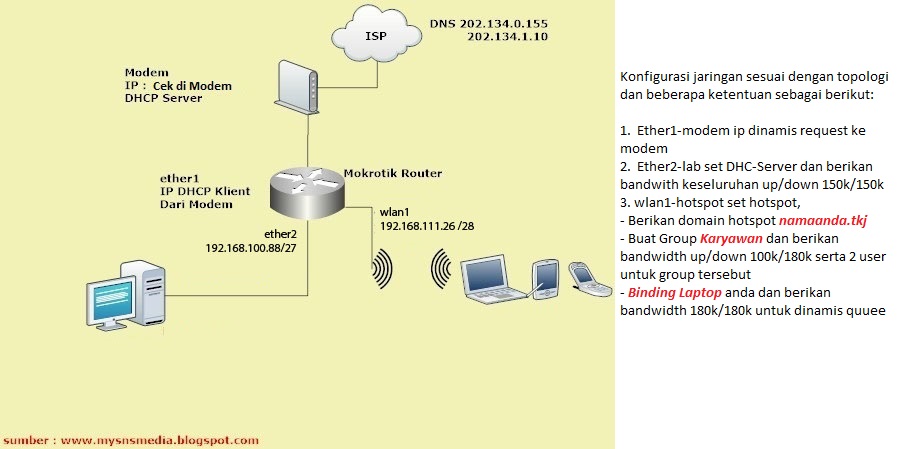 DNS 202.134.0.155
202.134.1.10
ISP
Modem
IP : Cek di Modem
DHCP Server
Mokrotik Router
ether1
IP DHCP Klient
Dari Modem
wlan1
192.168.111.26 /28
ether2
192.168.100.88/27
sumber : www.mysnsmedia.blogspot.com
Konfigurasi jaringan sesuai dengan topologi
dan beberapa ketentuan sebagai berikut:
1. Ether1-modem ip dinamis request ke
modem
2. Ether2-lab set DHC-Server dan berikan
bandwith keseluruhan up/down 150k/150k
3. wlan1-hotspot set hotspot,
- Berikan domain hotspot namaanda.tkj
- Buat Group Karyawan dan berikan
bandwidth up/down 100k/180k serta 2 user
untuk group tersebut
- Binding Laptop anda dan berikan
bandwidth 180k/180k untuk dinamis quuee